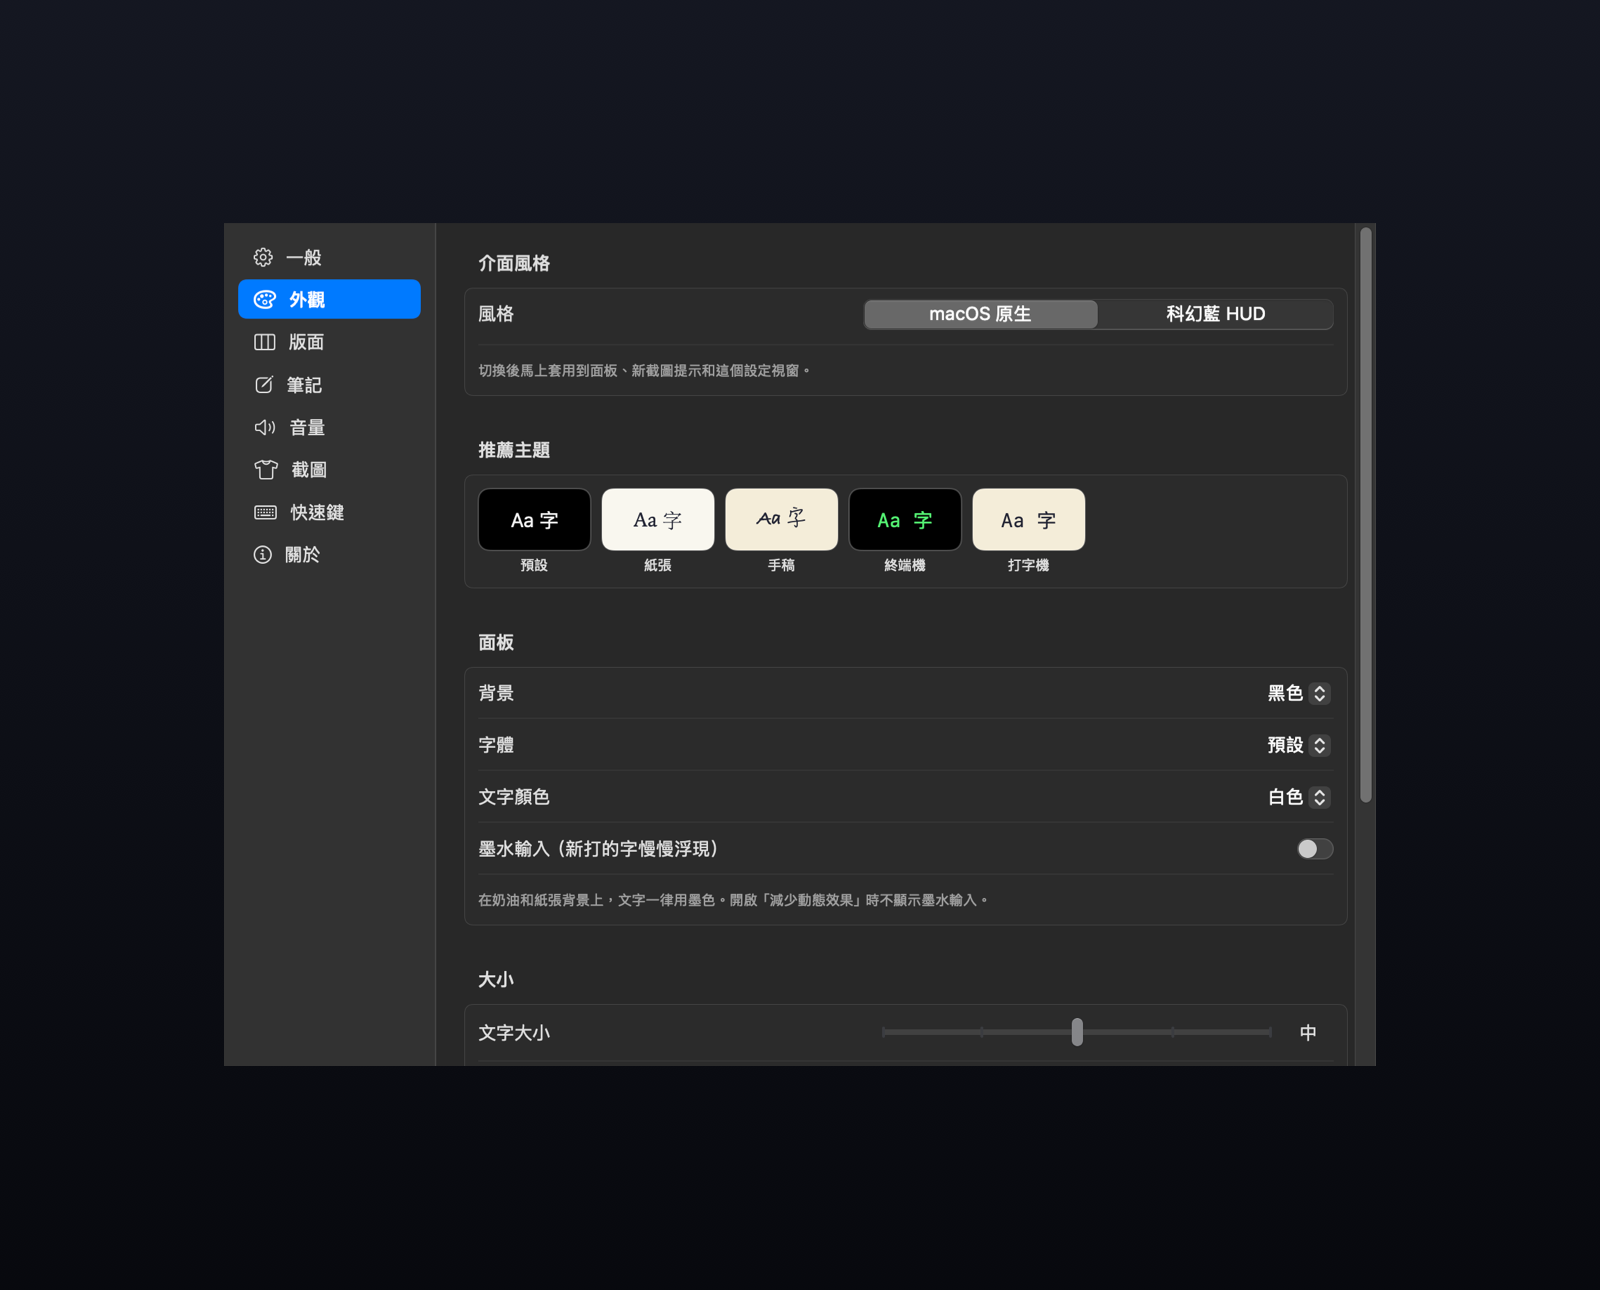 一般
外觀
版面
筆記
音量
截圖
快速鍵
關於
介面風格
風格
macOS 原生
科幻藍 HUD
切換後馬上套用到面板、新截圖提示和這個設定視窗。
推薦主題
Aa 字
Aa 字
Aa 字
Aa 字
Aa 字
預設
紙張
手稿
終端機
打字機
面板
背景
黑色
字體
預設
文字顏色
白色
墨水輸入（新打的字慢慢浮現）
在奶油和紙張背景上，文字一律用墨色。開啟「減少動態效果」時不顯示墨水輸入。
大小
文字大小
中